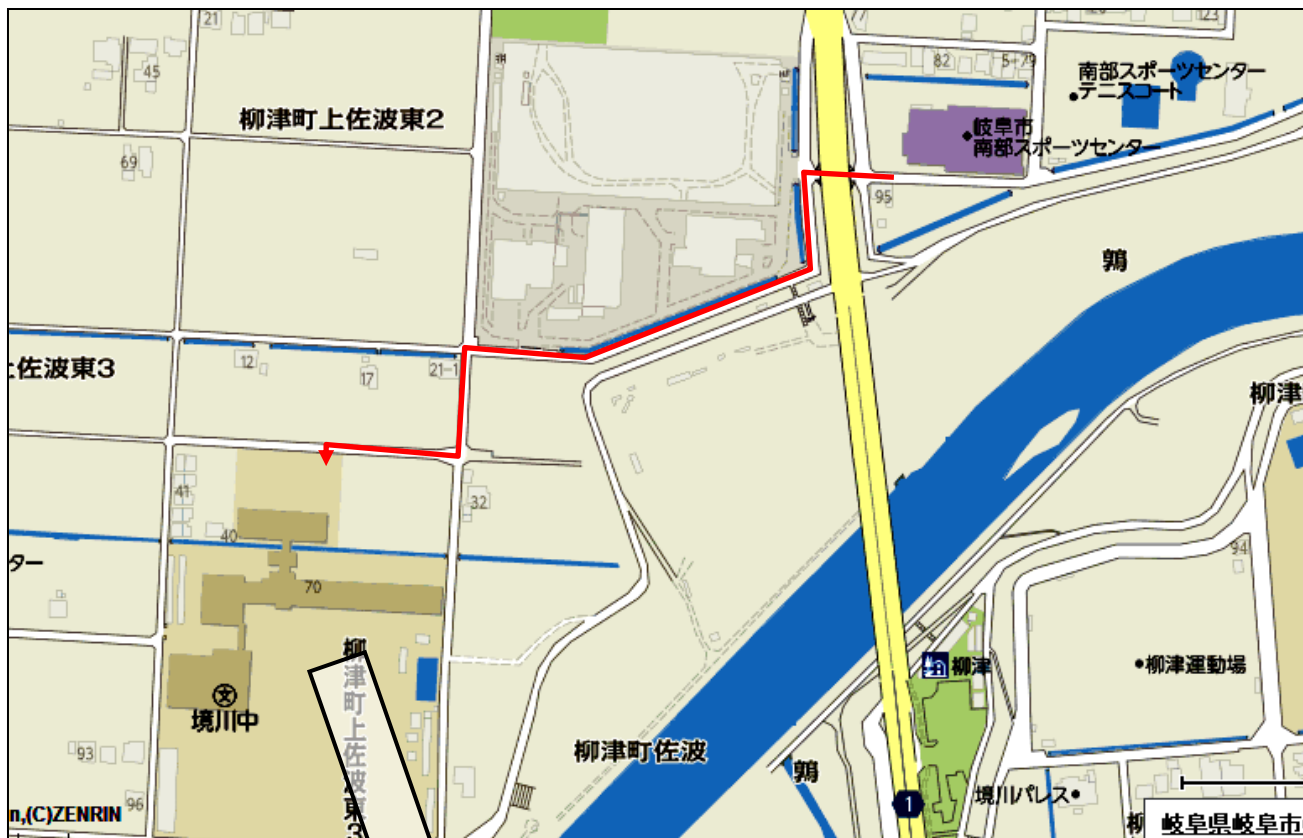 21
77
123
45
82
5-79
南部スポーツセンター
テニスコート
柳津町上佐波東2
岐阜市
南部スポーツセンター
69
95
鶉
12
17
21-1
上佐波東3
柳津
41
32
40
ター
70
94
柳津町上佐波東3
柳津
柳津運動場
文
境川中
93
柳津町佐波
鶉
96
1
境川パレス
n,(C)ZENRIN
柳
岐阜県岐阜市